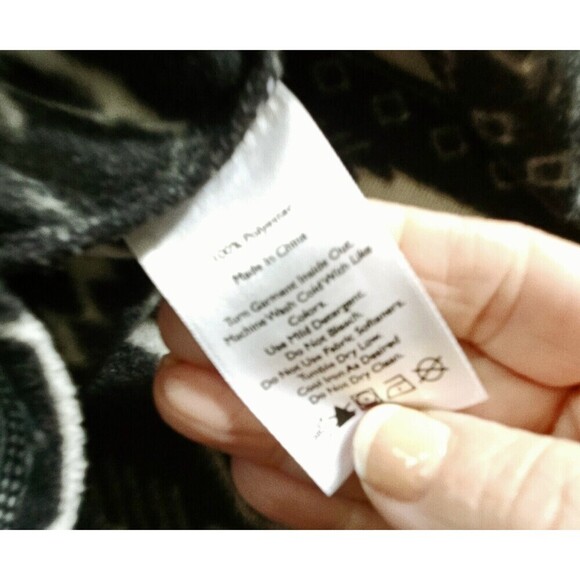 100% Polyester
Made In China
Turn Garment Inside Out.
Machine Wash Cold With Like
Colors.
Use Mild Detergent.
Do Not Bleach.
Do Not Use Fabric Softeners.
Tumble Dry Low.
Cool Iron As Desired
Do Not Dry Clean.